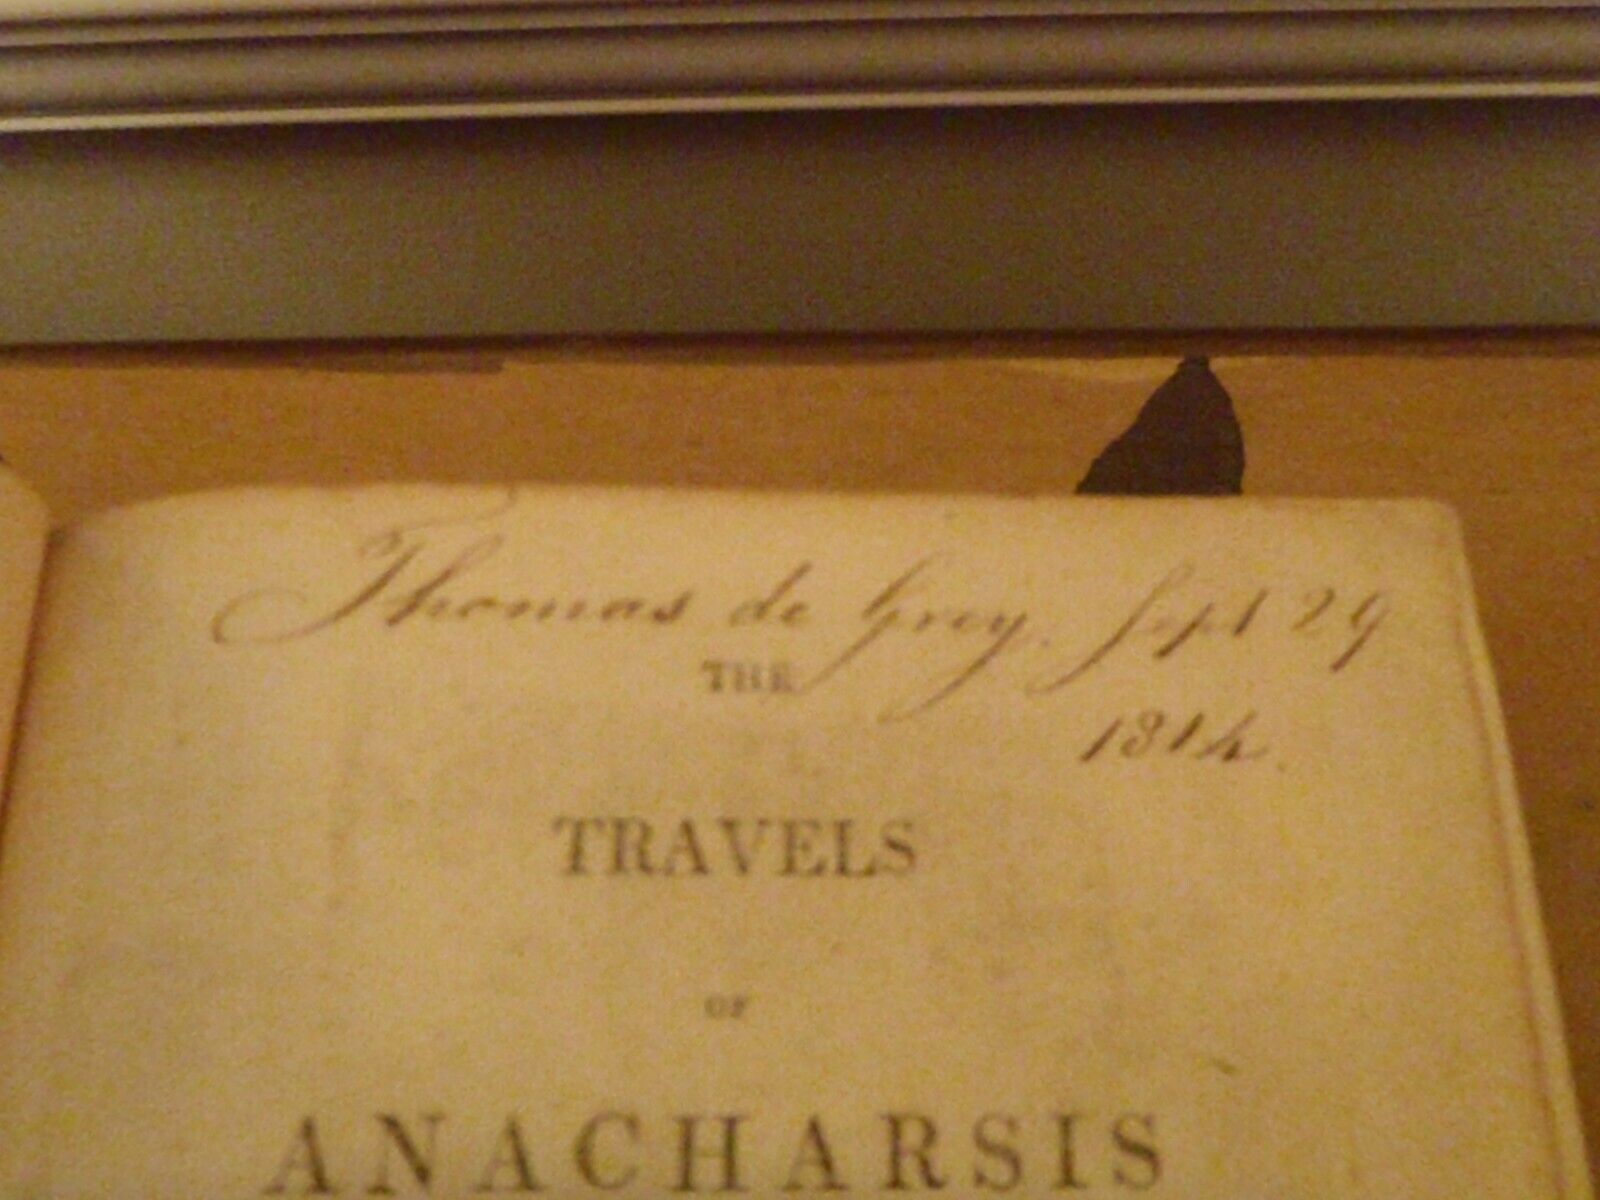 Thomas de Grey. Sept 29
1814.
THE
TRAVELS
OF
ANACHARSIS